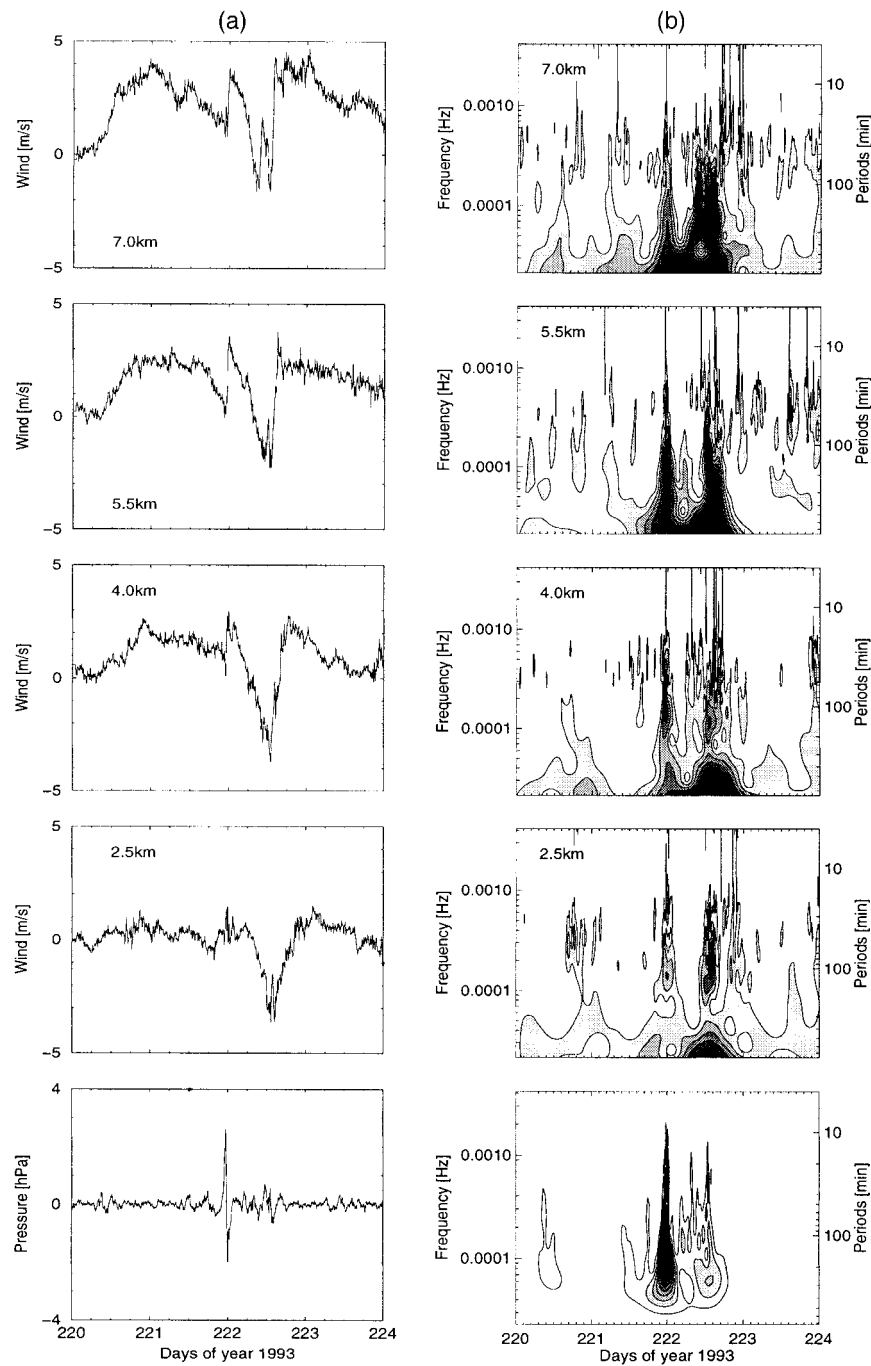 (a)
(b)
5
0
−5
Wind [m/s]
7.0km
7.0km
0.0010
0.0001
Frequency [Hz]
10
100
Periods [min]
5
0
−5
Wind [m/s]
5.5km
5.5km
0.0010
0.0001
Frequency [Hz]
10
100
Periods [min]
5
0
−5
Wind [m/s]
4.0km
4.0km
0.0010
0.0001
Frequency [Hz]
10
100
Periods [min]
5
0
−5
Wind [m/s]
2.5km
2.5km
0.0010
0.0001
Frequency [Hz]
10
100
Periods [min]
4
0
−4
Pressure [hPa]
220 221 222 223 224
Days of year 1993
0.0010
0.0001
Frequency [Hz]
10
100
Periods [min]
220 221 222 223 224
Days of year 1993